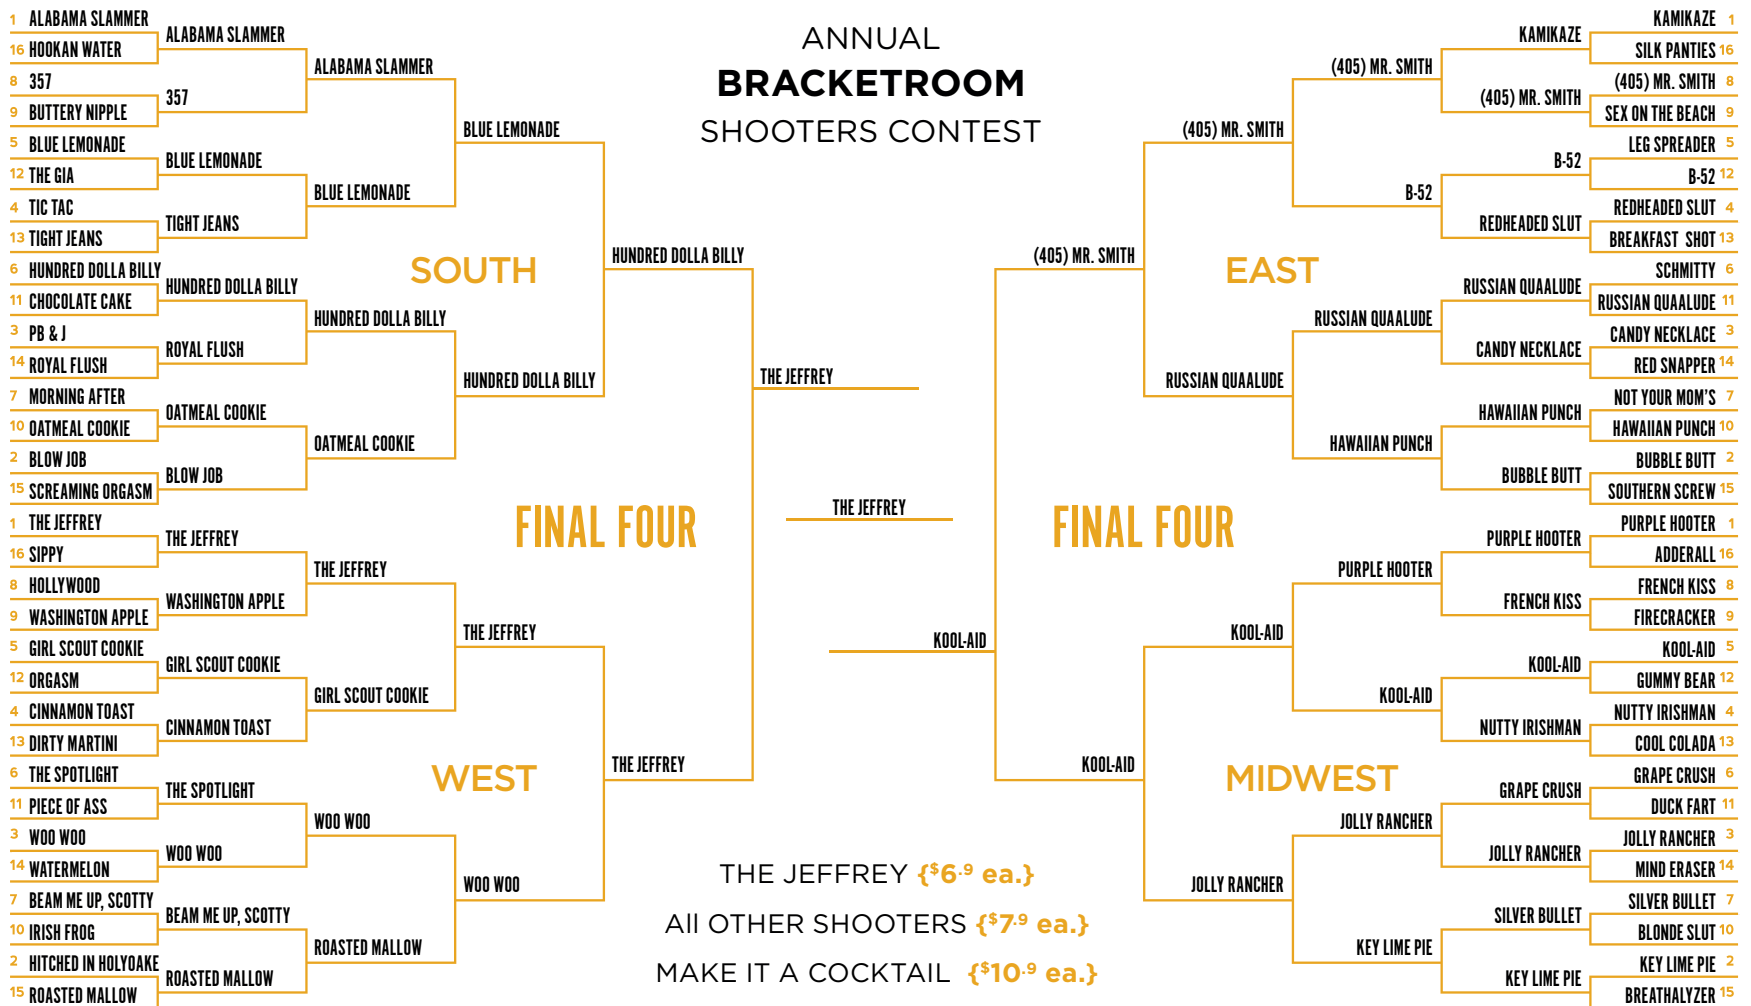 ANNUAL
BRACKETROOM
SHOOTERS CONTEST
1 ALABAMA SLAMMER
16 HOOKAN WATER
8 357
9 BUTTERY NIPPLE
5 BLUE LEMONADE
12 THE GIA
4 TIC TAC
13 TIGHT JEANS
6 HUNDRED DOLLA BILLY
11 CHOCOLATE CAKE
3 PB & J
14 ROYAL FLUSH
7 MORNING AFTER
10 OATMEAL COOKIE
2 BLOW JOB
15 SCREAMING ORGASM
ALABAMA SLAMMER
357
BLUE LEMONADE
TIGHT JEANS
HUNDRED DOLLA BILLY
ROYAL FLUSH
OATMEAL COOKIE
BLOW JOB
ALABAMA SLAMMER
BLUE LEMONADE
HUNDRED DOLLA BILLY
OATMEAL COOKIE
BLUE LEMONADE
HUNDRED DOLLA BILLY
SOUTH
HUNDRED DOLLA BILLY
1 THE JEFFREY
16 SIPPY
8 HOLLYWOOD
9 WASHINGTON APPLE
5 GIRL SCOUT COOKIE
12 ORGASM
4 CINNAMON TOAST
13 DIRTY MARTINI
6 THE SPOTLIGHT
11 PIECE OF ASS
3 WOO WOO
14 WATERMELON
7 BEAM ME UP, SCOTTY
10 IRISH FROG
2 HITCHED IN HOLYOAKE
15 ROASTED MALLOW
THE JEFFREY
WASHINGTON APPLE
GIRL SCOUT COOKIE
CINNAMON TOAST
THE SPOTLIGHT
WOO WOO
BEAM ME UP, SCOTTY
ROASTED MALLOW
THE JEFFREY
GIRL SCOUT COOKIE
WOO WOO
ROASTED MALLOW
THE JEFFREY
WOO WOO
WEST
THE JEFFREY
FINAL FOUR
THE JEFFREY
THE JEFFREY
KOOL-AID
FINAL FOUR
(405) MR. SMITH
EAST
(405) MR. SMITH
RUSSIAN QUAALUDE
(405) MR. SMITH
B-52
RUSSIAN QUAALUDE
HAWAIIAN PUNCH
KAMIKAZE
(405) MR. SMITH
B-52
REDHEADED SLUT
RUSSIAN QUAALUDE
CANDY NECKLACE
HAWAIIAN PUNCH
BUBBLE BUTT
KAMIKAZE 1
SILK PANTIES 16
(405) MR. SMITH 8
SEX ON THE BEACH 9
LEG SPREADER 5
B-52 12
REDHEADED SLUT 4
BREAKFAST SHOT 13
SCHMITTY 6
RUSSIAN QUAALUDE 11
CANDY NECKLACE 3
RED SNAPPER 14
NOT YOUR MOM'S 7
HAWAIIAN PUNCH 10
BUBBLE BUTT 2
SOUTHERN SCREW 15
KOOL-AID
MIDWEST
KOOL-AID
JOLLY RANCHER
PURPLE HOOTER
KOOL-AID
JOLLY RANCHER
KEY LIME PIE
PURPLE HOOTER
FRENCH KISS
KOOL-AID
NUTTY IRISHMAN
GRAPE CRUSH
JOLLY RANCHER
SILVER BULLET
KEY LIME PIE
PURPLE HOOTER 1
ADDERALL 16
FRENCH KISS 8
FIRECRACKER 9
KOOL-AID 5
GUMMY BEAR 12
NUTTY IRISHMAN 4
COOL COLADA 13
GRAPE CRUSH 6
DUCK FART 11
JOLLY RANCHER 3
MIND ERASER 14
SILVER BULLET 7
BLONDE SLUT 10
KEY LIME PIE 2
BREATHALYZER 15
THE JEFFREY {$6.9 ea.}
All OTHER SHOOTERS {$7.9 ea.}
MAKE IT A COCKTAIL {$10.9 ea.}